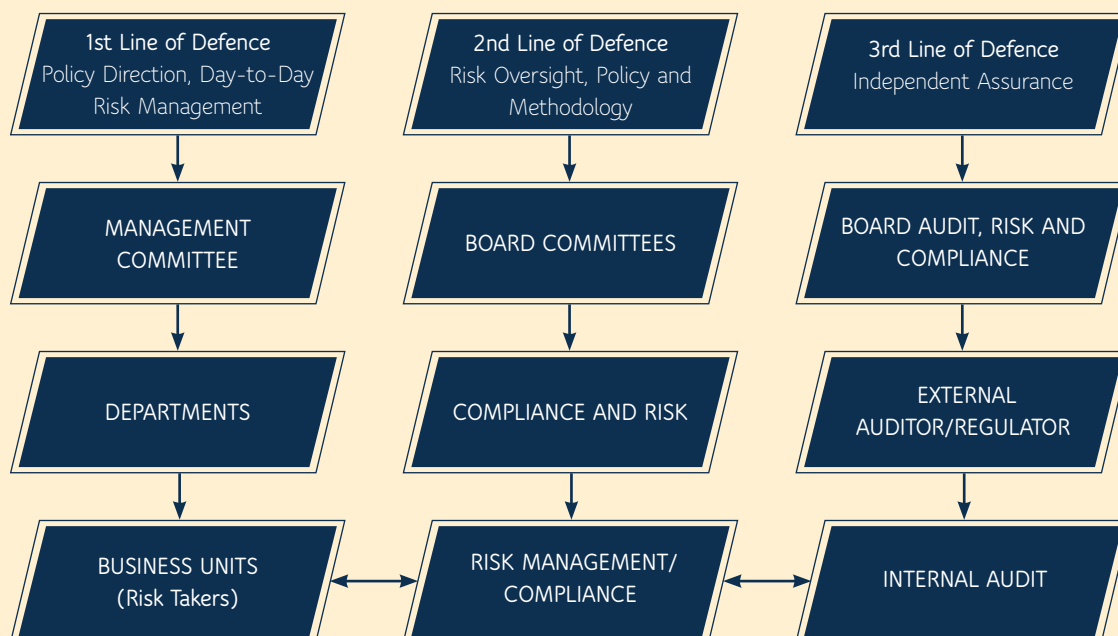 1st Line of Defence
Policy Direction, Day-to-Day
Risk Management
2nd Line of Defence
Risk Oversight, Policy and
Methodology
3rd Line of Defence
Independent Assurance
MANAGEMENT
COMMITTEE
BOARD COMMITTEES
BOARD AUDIT, RISK AND
COMPLIANCE
DEPARTMENTS
COMPLIANCE AND RISK
EXTERNAL
AUDITOR/REGULATOR
BUSINESS UNITS
(Risk Takers)
RISK MANAGEMENT/
COMPLIANCE
INTERNAL AUDIT